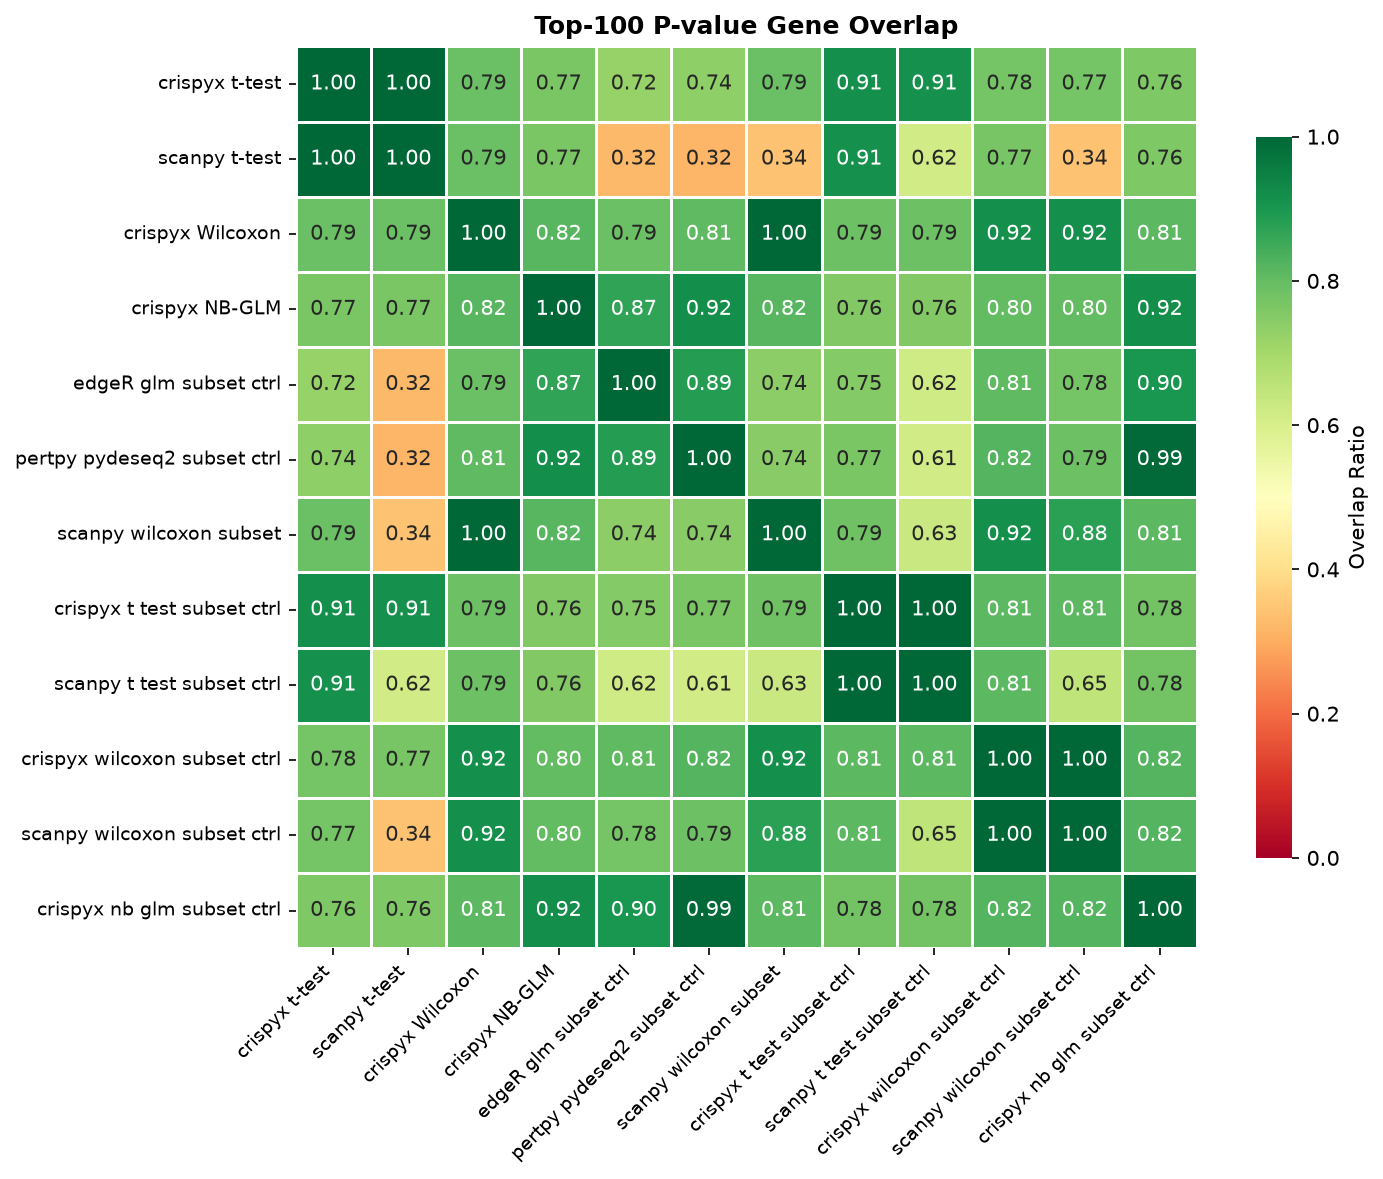 Top-100 P-value Gene Overlap
crispyx t-test 1.00 1.00 0.79 0.77 0.72 0.74 0.79 0.91 0.91 0.78 0.77 0.76
scanpy t-test 1.00 1.00 0.79 0.77 0.32 0.32 0.34 0.91 0.62 0.77 0.34 0.76
crispyx Wilcoxon 0.79 0.79 1.00 0.82 0.79 0.81 1.00 0.79 0.79 0.92 0.92 0.81
crispyx NB-GLM 0.77 0.77 0.82 1.00 0.87 0.92 0.82 0.76 0.76 0.80 0.80 0.92
edgeR glm subset ctrl 0.72 0.32 0.79 0.87 1.00 0.89 0.74 0.75 0.62 0.81 0.78 0.90
pertpy pydeseq2 subset ctrl 0.74 0.32 0.81 0.92 0.89 1.00 0.74 0.77 0.61 0.82 0.79 0.99
scanpy wilcoxon subset 0.79 0.34 1.00 0.82 0.74 0.74 1.00 0.79 0.63 0.92 0.88 0.81
crispyx t test subset ctrl 0.91 0.91 0.79 0.76 0.75 0.77 0.79 1.00 1.00 0.81 0.81 0.78
scanpy t test subset ctrl 0.91 0.62 0.79 0.76 0.62 0.61 0.63 1.00 1.00 0.81 0.65 0.78
crispyx wilcoxon subset ctrl 0.78 0.77 0.92 0.80 0.81 0.82 0.92 0.81 0.81 1.00 1.00 0.82
scanpy wilcoxon subset ctrl 0.77 0.34 0.92 0.80 0.78 0.79 0.88 0.81 0.65 1.00 1.00 0.82
crispyx nb glm subset ctrl 0.76 0.76 0.81 0.92 0.90 0.99 0.81 0.78 0.78 0.82 0.82 1.00
crispyx t-test
scanpy t-test
crispyx Wilcoxon
crispyx NB-GLM
edgeR glm subset ctrl
pertpy pydeseq2 subset ctrl
scanpy wilcoxon subset
crispyx t test subset ctrl
scanpy t test subset ctrl
crispyx wilcoxon subset ctrl
scanpy wilcoxon subset ctrl
crispyx nb glm subset ctrl
1.0
0.8
0.6
0.4
0.2
0.0
Overlap Ratio